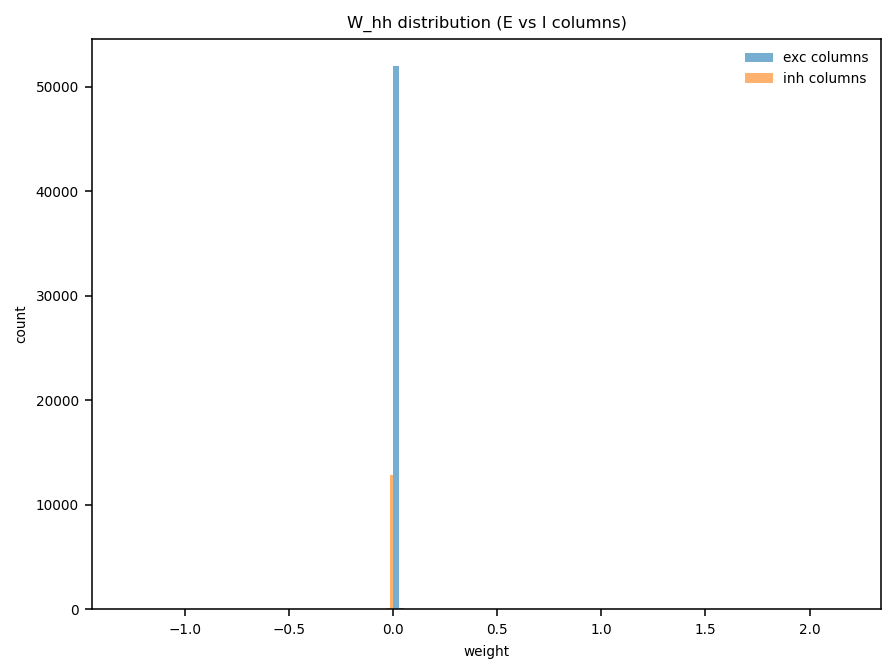 W_hh distribution (E vs I columns)
exc columns
inh columns
50000
40000
30000
20000
10000
0
count
−1.0
−0.5
0.0
0.5
1.0
1.5
2.0
weight